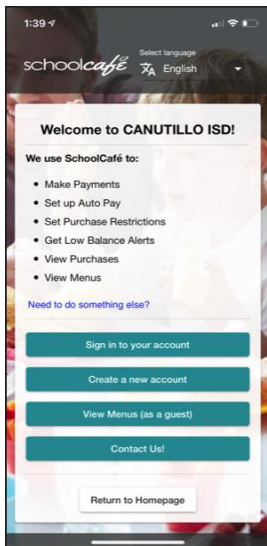 1:39
Select language
schoolcafé
English
Welcome to CANUTILLO ISD!
We use SchoolCafé to:
Make Payments
Set up Auto Pay
Set Purchase Restrictions
Get Low Balance Alerts
View Purchases
View Menus
Need to do something else?
Sign in to your account
Create a new account
View Menus (as a guest)
Contact Us!
Return to Homepage